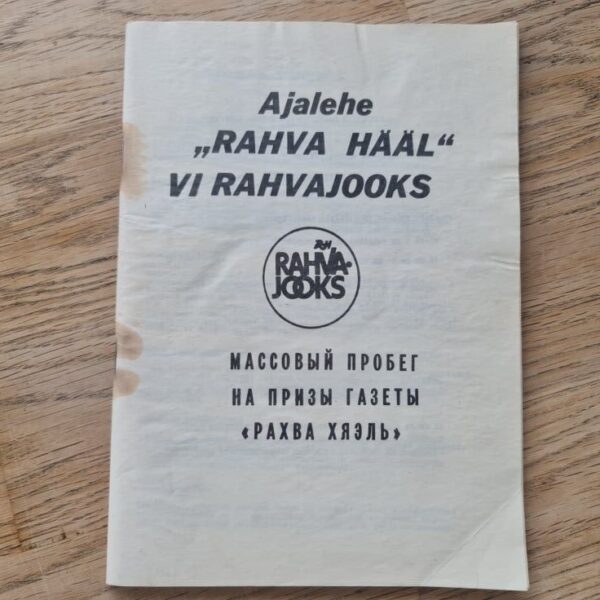 Ajalehe
„RAHVA HÄÄL“
VI RAHVAJOOKS
RH
RAHVA-
JOOKS
МАССОВЫЙ ПРОБЕГ
НА ПРИЗЫ ГАЗЕТЫ
«РАХВА ХЯЭЛЬ»